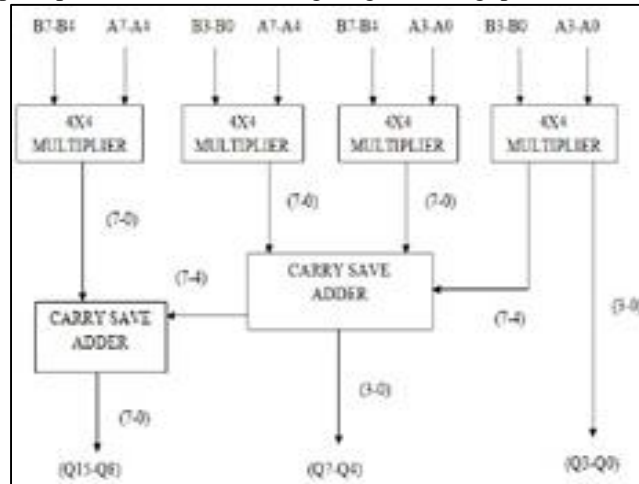 B7-B4 A7-A4 B3-B0 A7-A4 B7-B4 A3-A0 B3-B0 A3-A0
4X4 MULTIPLIER
4X4 MULTIPLIER
4X4 MULTIPLIER
4X4 MULTIPLIER
(7-0)
(7-0)
(7-0)
(7-4)
CARRY SAVE
ADDER
(7-4)
(3-0)
CARRY SAVE
ADDER
(7-0)
(3-0)
(Q15-Q8)
(Q7-Q4)
(Q3-Q0)